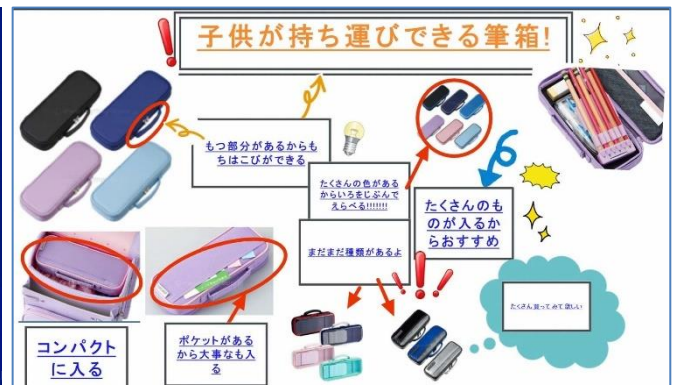 子供が持ち運びできる筆箱!
もつ部分があるからも
ちはこびができる
たくさんの色がある
からいろをじぶんで
えらべる!!!!!!!
まだまだ種類があるよ
たくさんのも
のが入るか
らおすすめ
コンパクト
に入る
ポケットがある
から大事なも入
る
たくさん買ってみて欲しい